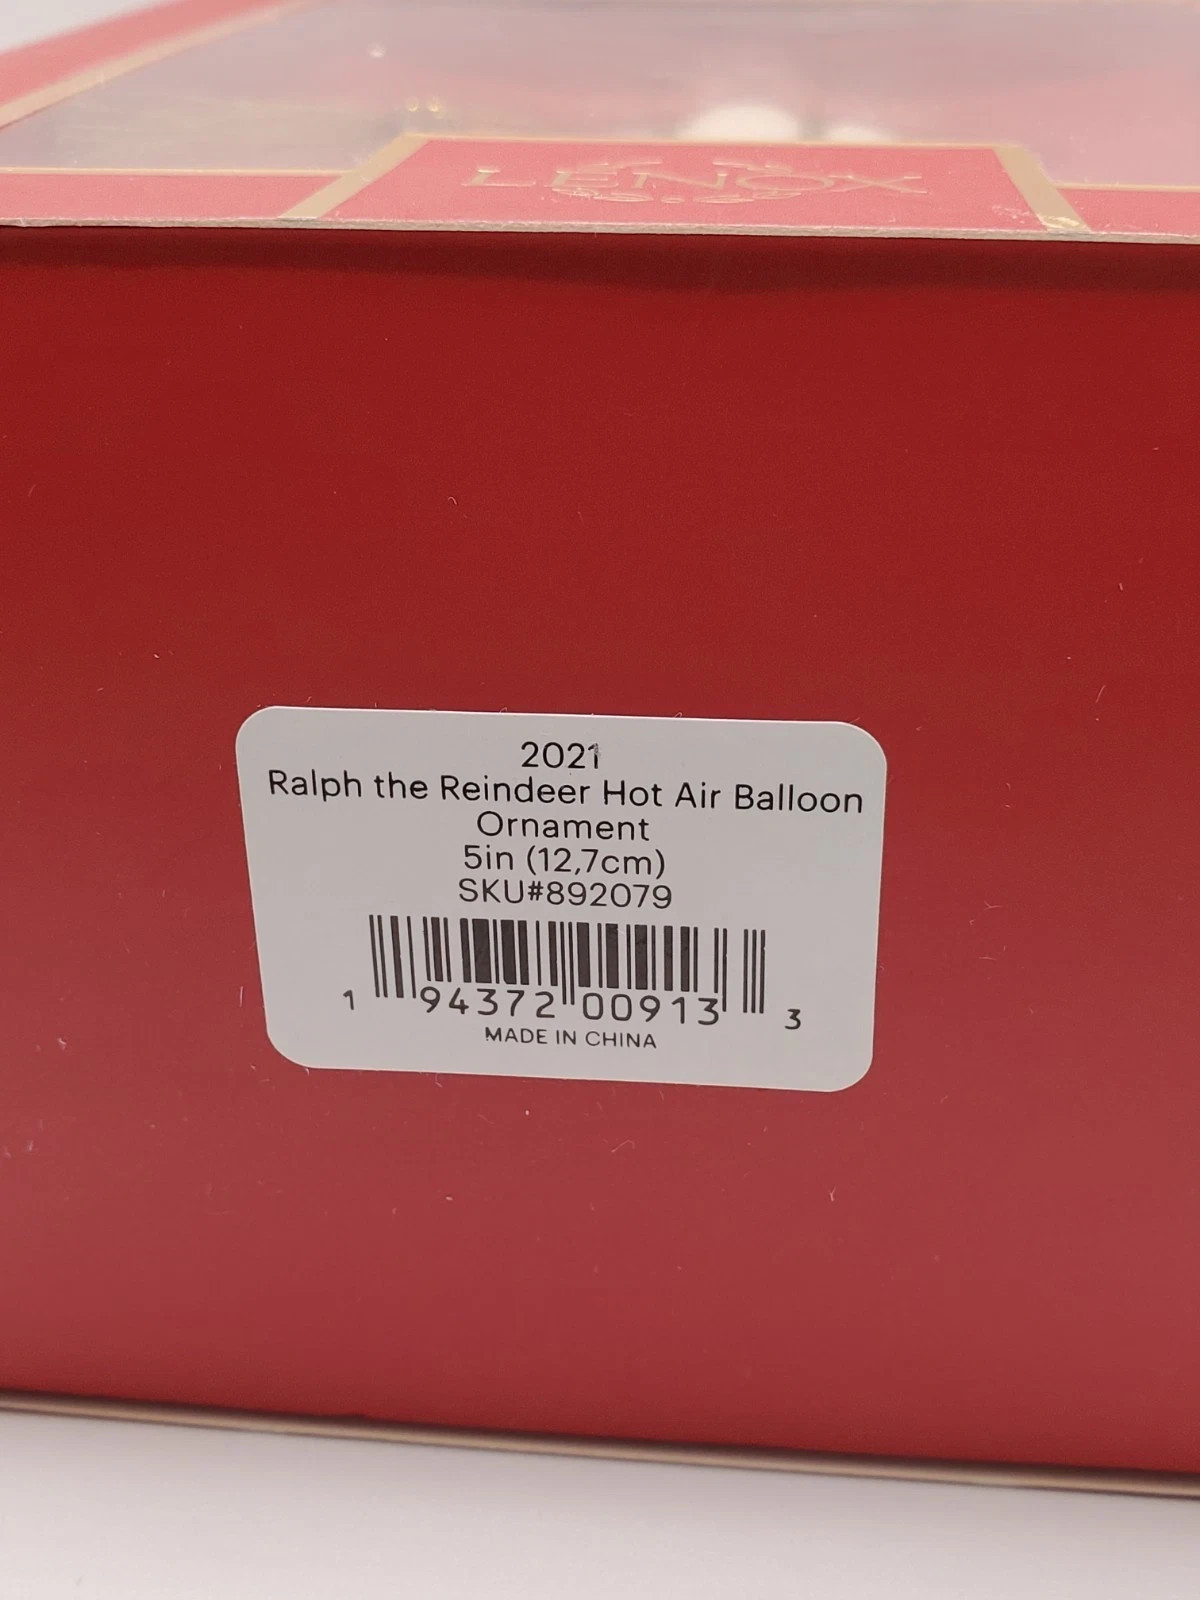 LENOX
2021
Ralph the Reindeer Hot Air Balloon
Ornament
5in (12,7cm)
SKU#892079
1 94372 00913 3
MADE IN CHINA